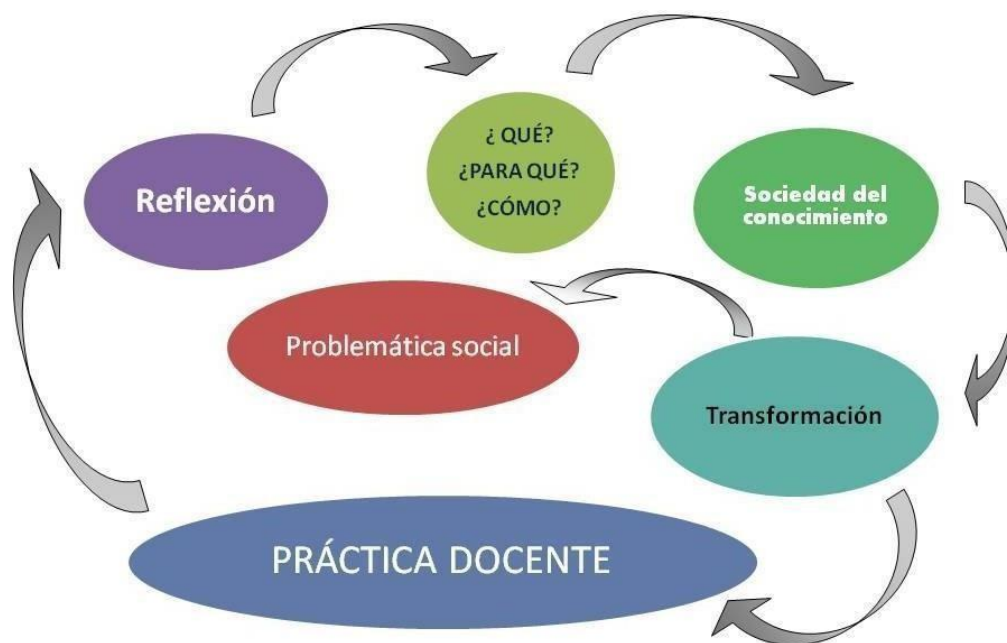 Reflexión
¿ QUÉ?
¿PARA QUÉ?
¿CÓMO?
Sociedad del
conocimiento
Problemática social
Transformación
PRÁCTICA DOCENTE